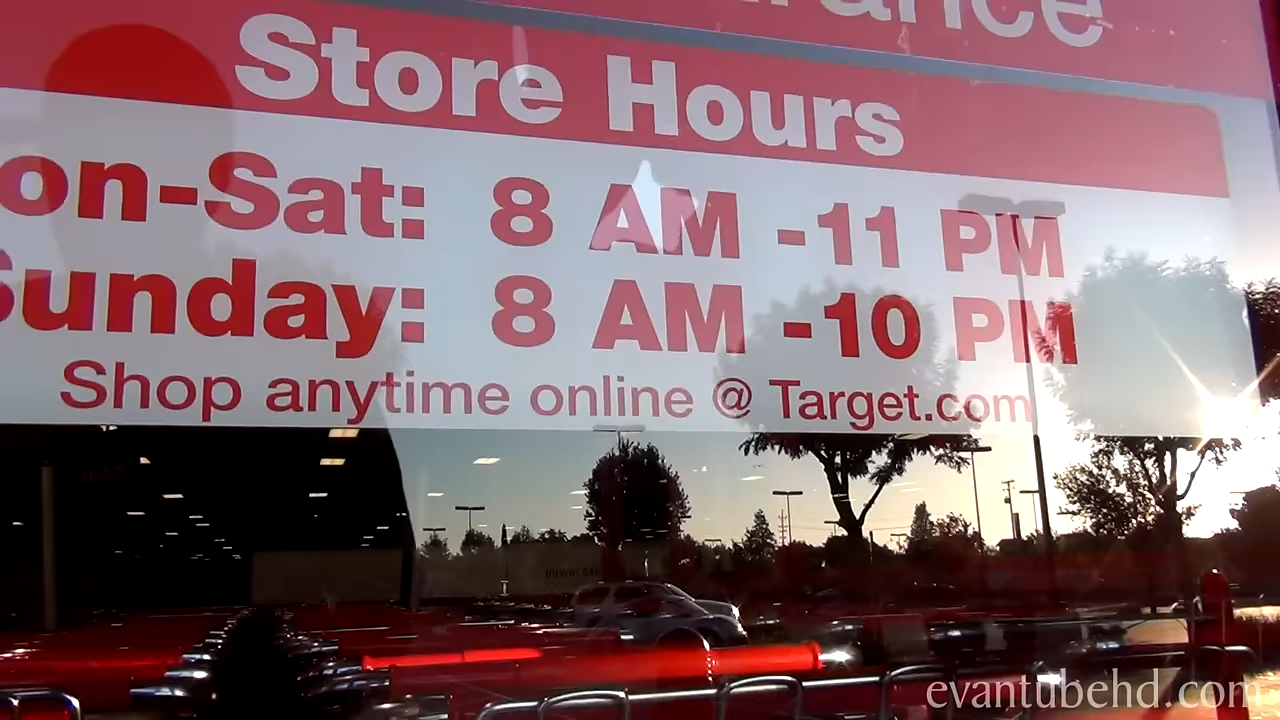 Store Hours
on-Sat: 8 AM -11 PM
Sunday: 8 AM -10 PM
Shop anytime online @ Target.com
evantubehd.com